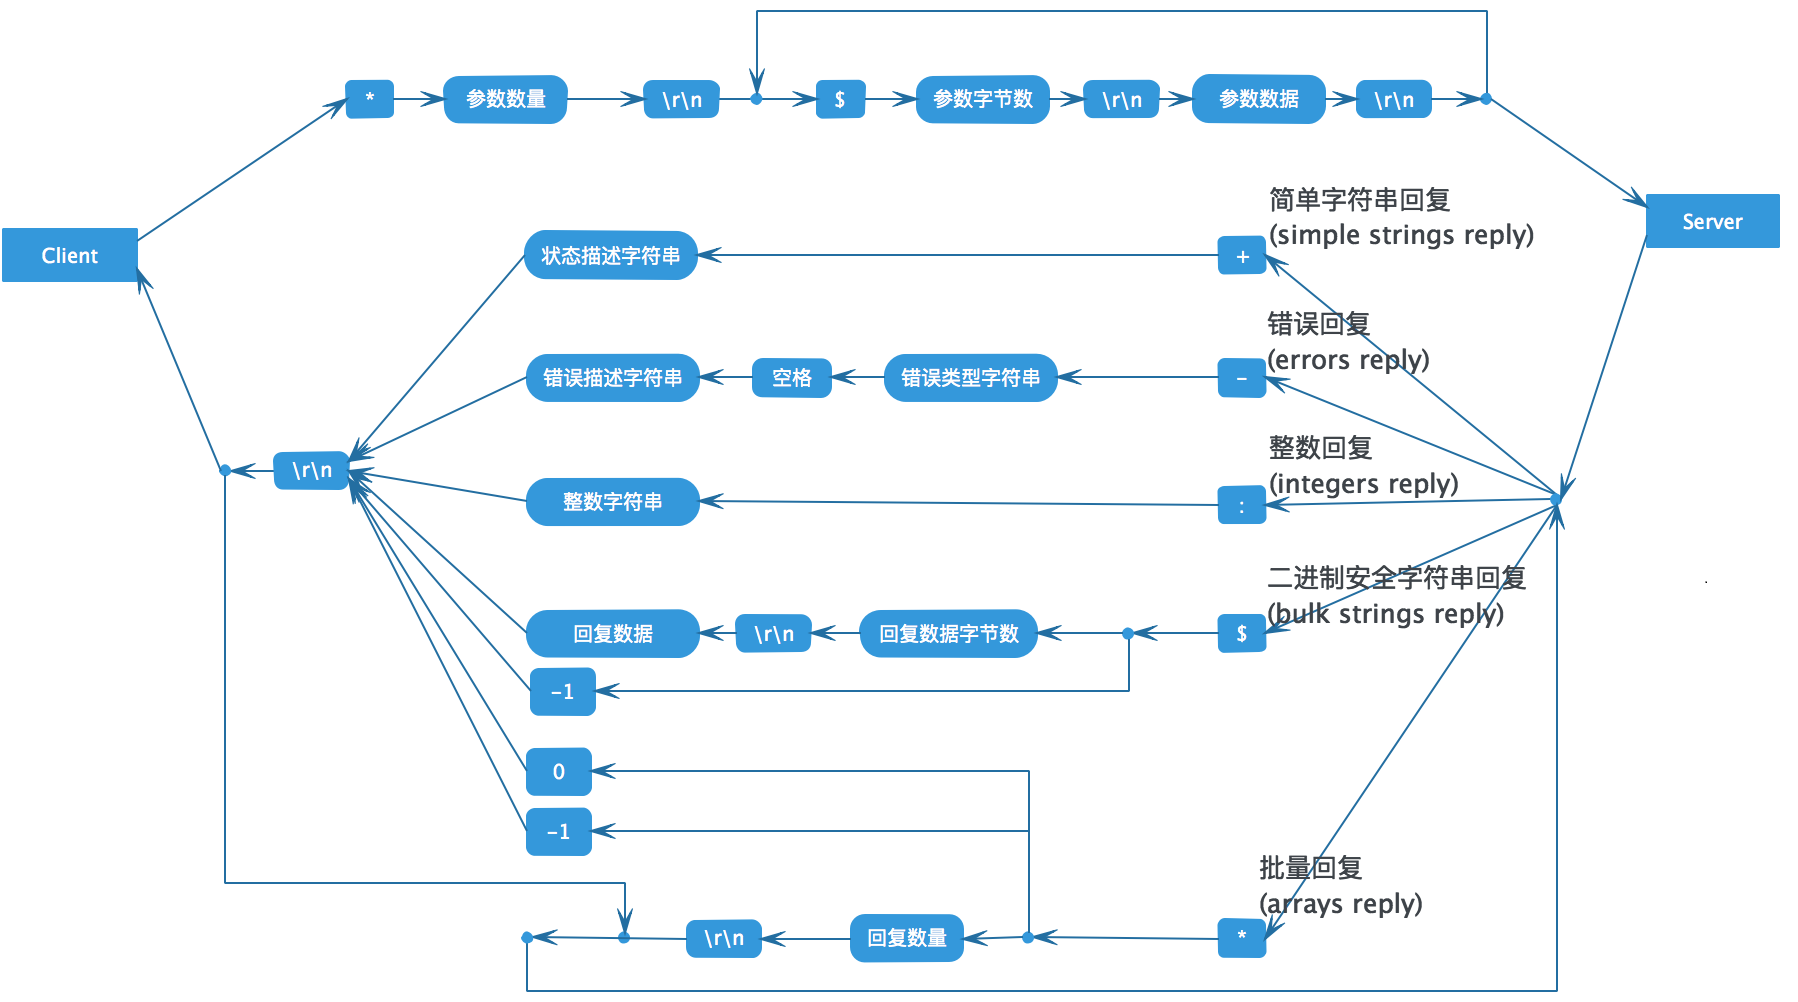 *
参数数量
\r\n
$
参数字节数
\r\n
参数数据
\r\n
Client
Server
简单字符串回复
(simple strings reply)
状态描述字符串
+
错误回复
(errors reply)
错误描述字符串
空格
错误类型字符串
-
整数回复
(integers reply)
\r\n
整数字符串
:
二进制安全字符串回复
(bulk strings reply)
回复数据
\r\n
回复数据字节数
$
-1
0
-1
批量回复
(arrays reply)
\r\n
回复数量
*